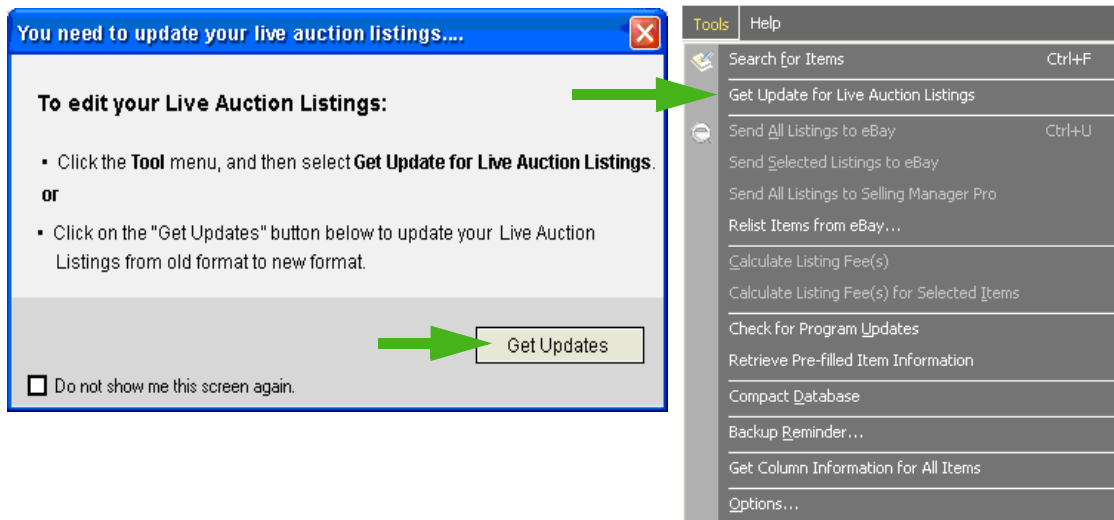 You need to update your live auction listings....
To edit your Live Auction Listings:
▪ Click the Tool menu, and then select Get Update for Live Auction Listings.
or
▪ Click on the "Get Updates" button below to update your Live Auction
Listings from old format to new format.
Get Updates
Do not show me this screen again.
Tools Help
Search for Items Ctrl+F
Get Update for Live Auction Listings
Send All Listings to eBay Ctrl+U
Send Selected Listings to eBay
Send All Listings to Selling Manager Pro
Relist Items from eBay...
Calculate Listing Fee(s)
Calculate Listing Fee(s) for Selected Items
Check for Program Updates
Retrieve Pre-filled Item Information
Compact Database
Backup Reminder...
Get Column Information for All Items
Options...